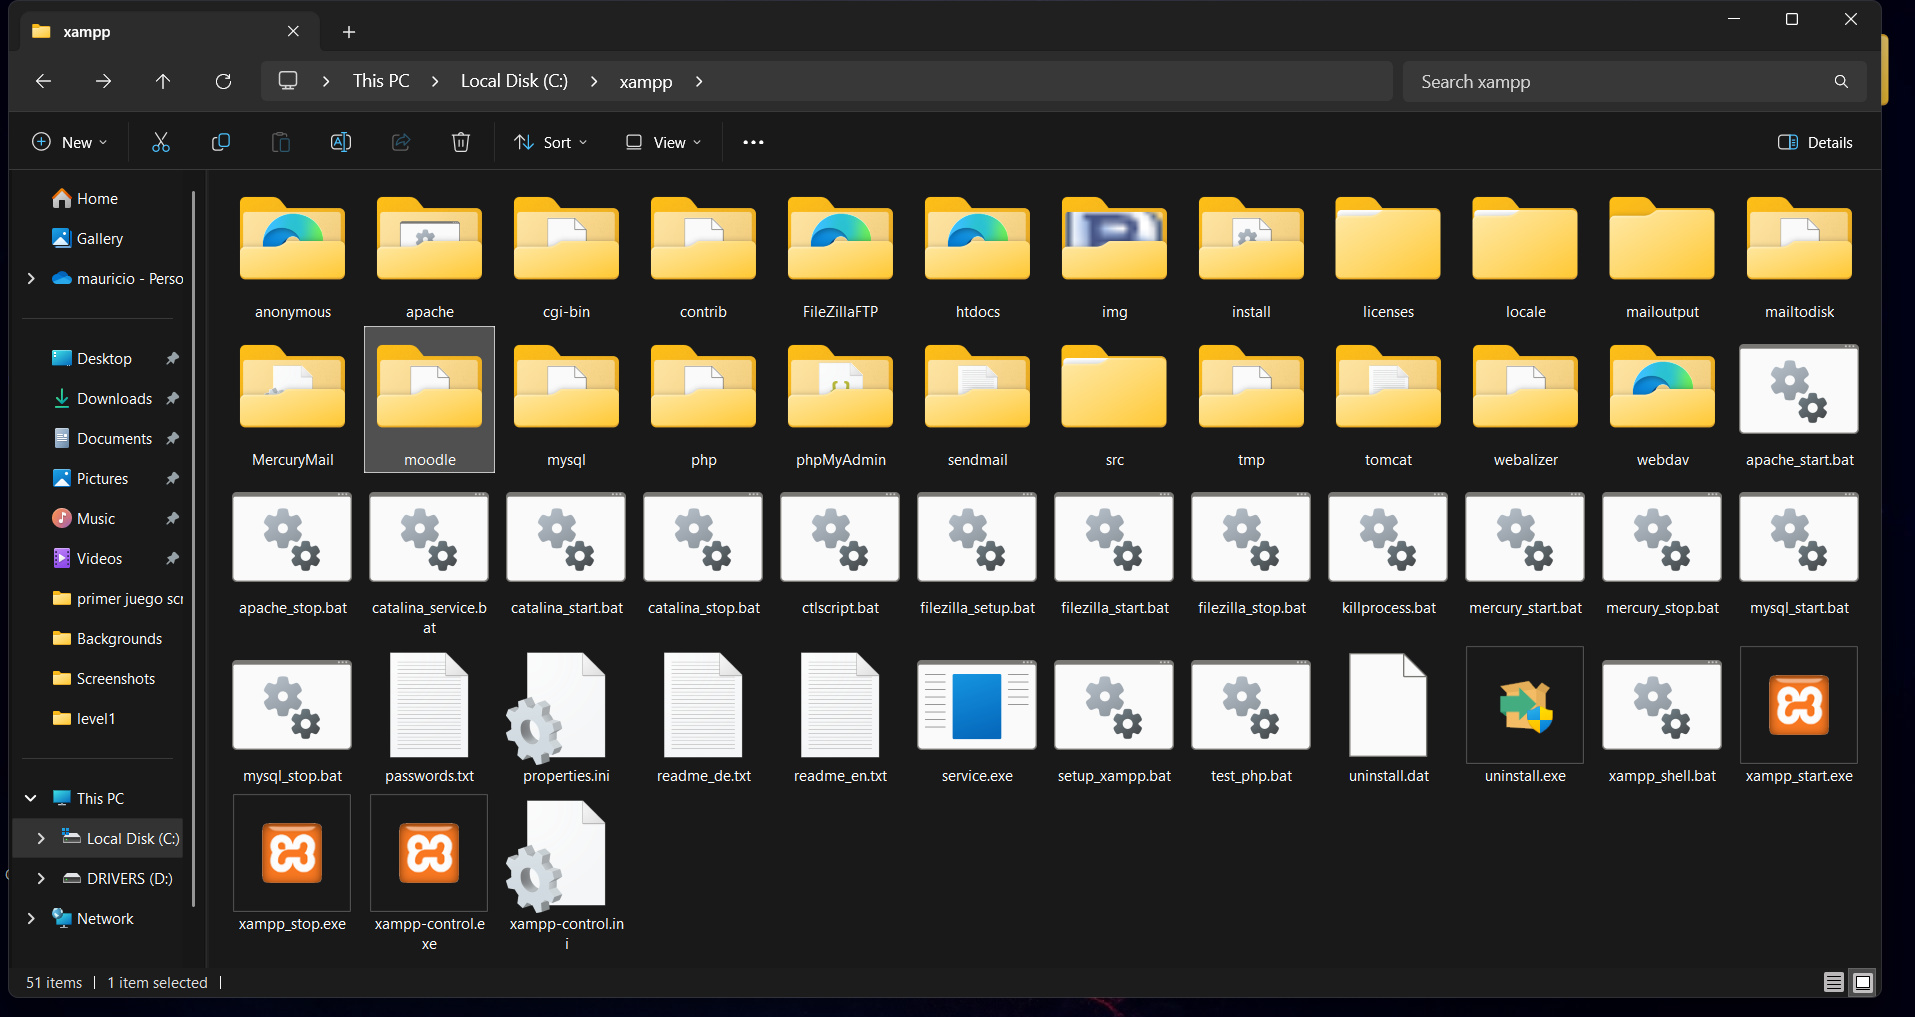 xampp
This PC
Local Disk (C:)
xampp
Search xampp
New
Sort
View
Details
Home
Gallery
mauricio - Perso
Desktop
Downloads
Documents
Pictures
Music
Videos
primer juego scr
Backgrounds
Screenshots
level1
This PC
Local Disk (C:)
DRIVERS (D:)
Network
anonymous
apache
cgi-bin
contrib
FileZillaFTP
htdocs
img
install
licenses
locale
mailoutput
mailtodisk
MercuryMail
moodle
mysql
php
phpMyAdmin
sendmail
src
tmp
tomcat
webalizer
webdav
apache_start.bat
apache_stop.bat
catalina_service.b
at
catalina_start.bat
catalina_stop.bat
ctlscript.bat
filezilla_setup.bat
filezilla_start.bat
filezilla_stop.bat
killprocess.bat
mercury_start.bat
mercury_stop.bat
mysql_start.bat
mysql_stop.bat
passwords.txt
properties.ini
readme_de.txt
readme_en.txt
service.exe
setup_xampp.bat
test_php.bat
uninstall.dat
uninstall.exe
xampp_shell.bat
xampp_start.exe
xampp_stop.exe
xampp-control.e
xe
xampp-control.in
i
51 items
1 item selected